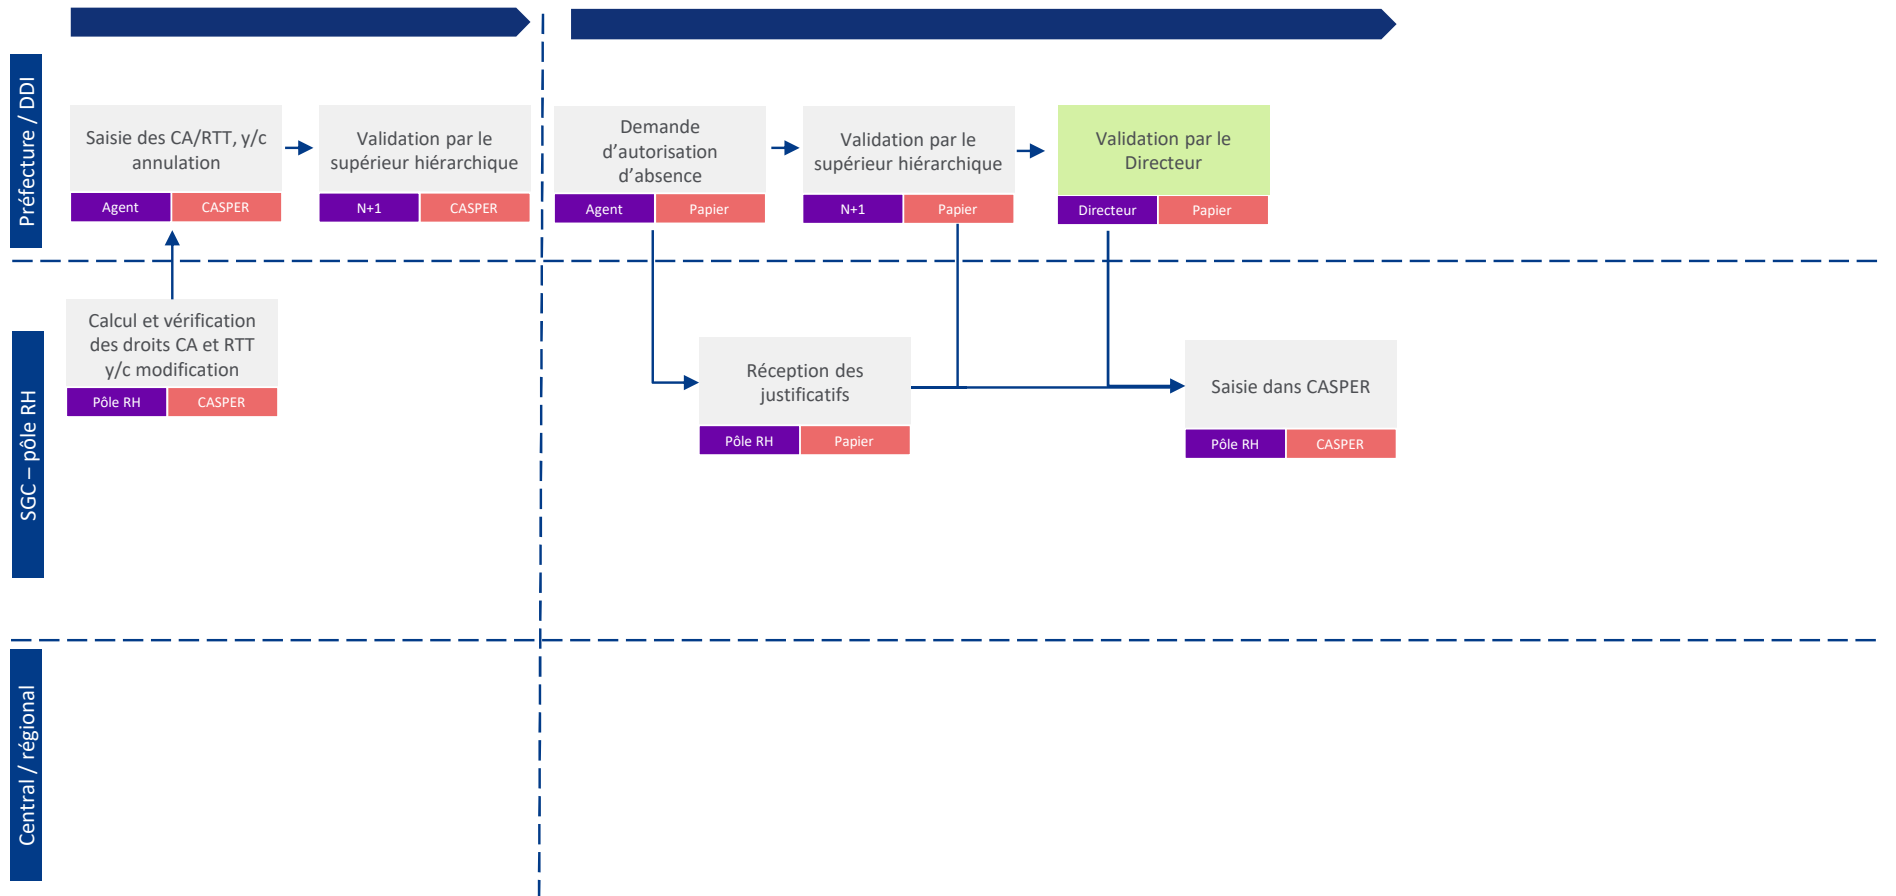 Préfecture / DDI
Saisie des CA/RTT, y/c
annulation
Agent
CASPER
Validation par le
supérieur hiérarchique
N+1
CASPER
Demande
d’autorisation
d’absence
Agent
Papier
Validation par le
supérieur hiérarchique
N+1
Papier
Validation par le
Directeur
Directeur
Papier
SGC – pôle RH
Calcul et vérification
des droits CA et RTT
y/c modification
Pôle RH
CASPER
Réception des
justificatifs
Pôle RH
Papier
Saisie dans CASPER
Pôle RH
CASPER
Central / régional